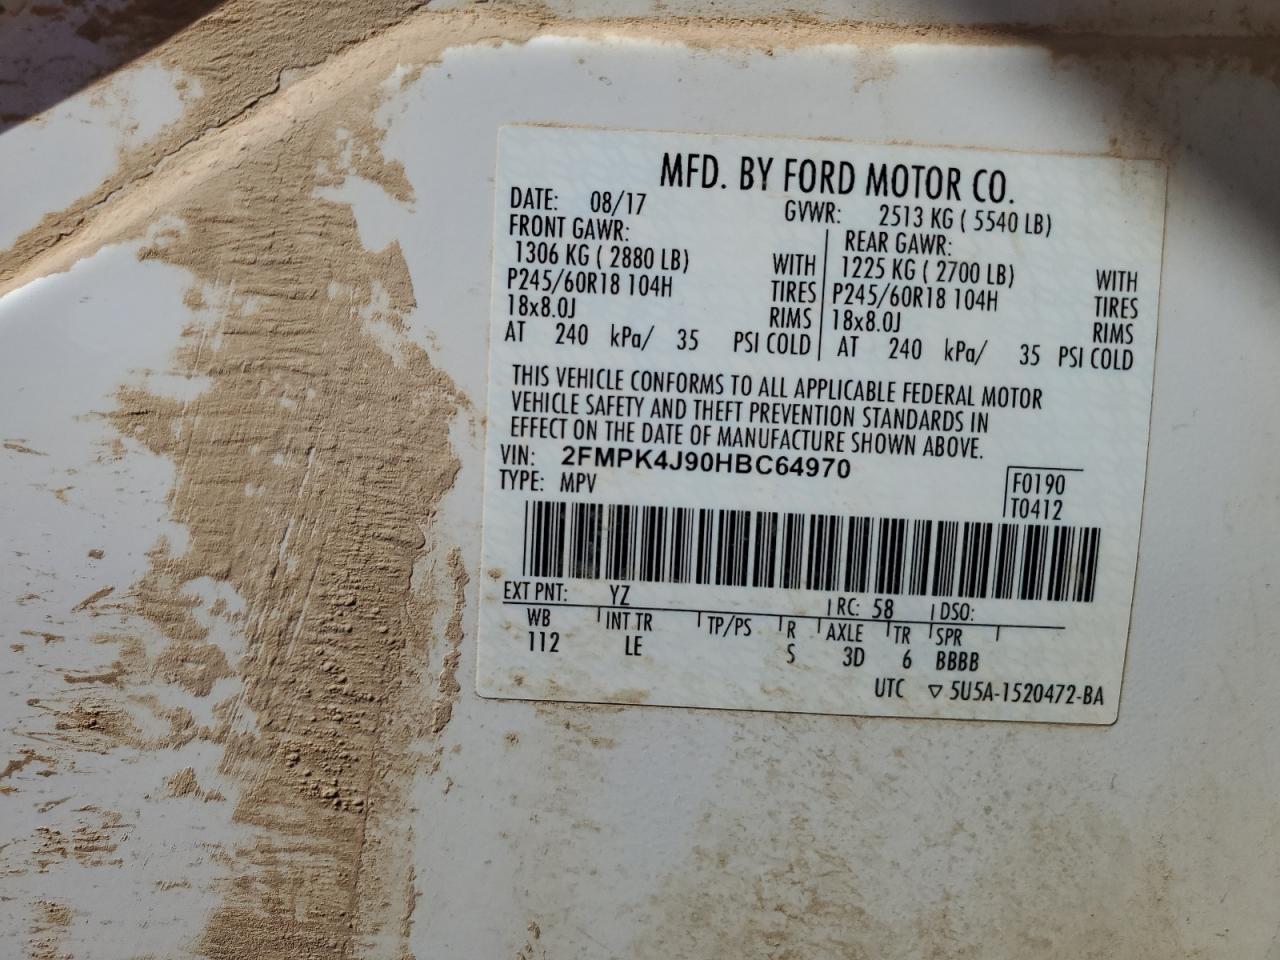 MFD. BY FORD MOTOR CO.
DATE: 08/17 GVWR: 2513 KG ( 5540 LB)
FRONT GAWR: REAR GAWR:
1306 KG ( 2880 LB) WITH 1225 KG ( 2700 LB) WITH
P245/60R18 104H TIRES P245/60R18 104H TIRES
18x8.0J RIMS 18x8.0J RIMS
AT 240 kPa/ 35 PSI COLD AT 240 kPa/ 35 PSI COLD
THIS VEHICLE CONFORMS TO ALL APPLICABLE FEDERAL MOTOR
VEHICLE SAFETY AND THEFT PREVENTION STANDARDS IN
EFFECT ON THE DATE OF MANUFACTURE SHOWN ABOVE.
VIN: 2FMPK4J90HBC64970
TYPE: MPV
F0190
T0412
EXT PNT: YZ RC: 58 DSO:
WB INT TR TP/PS R AXLE TR SPR
112 LE S 3D 6 BBBB
UTC ▽ 5U5A-1520472-BA